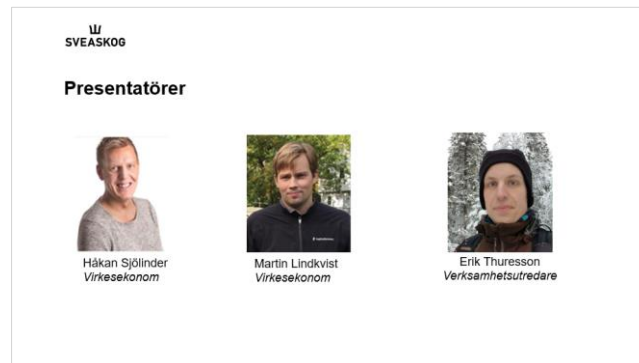 SVEASKOG
Presentatörer
Håkan Sjölinder
Virkesekonom
Martin Lindkvist
Virkesekonom
Erik Thuresson
Verksamhetsutredare